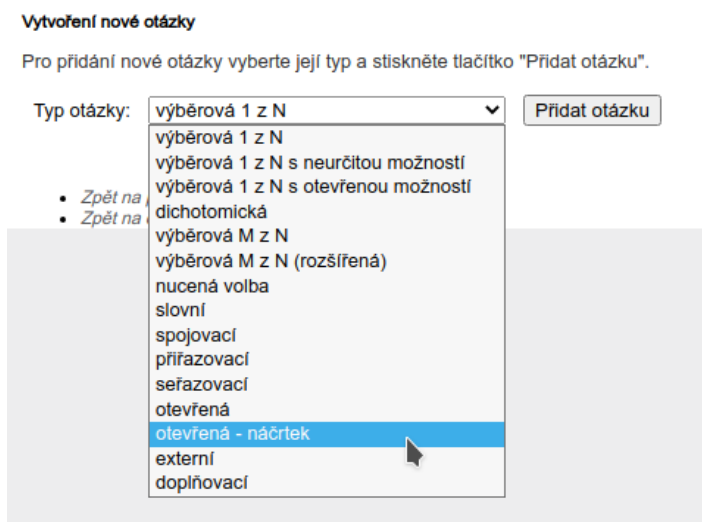 Vytvoření nové otázky
Pro přidání nové otázky vyberte její typ a stiskněte tlačítko "Přidat otázku".
Typ otázky: výběrová 1 z N Přidat otázku
výběrová 1 z N
výběrová 1 z N s neurčitou možností
výběrová 1 z N s otevřenou možností
dichotomická
výběrová M z N
výběrová M z N (rozšířená)
nucená volba
slovní
spojovací
přiřazovací
seřazovací
otevřená
otevřená - náčrtek
externí
doplňovací
Zpět na
Zpět na